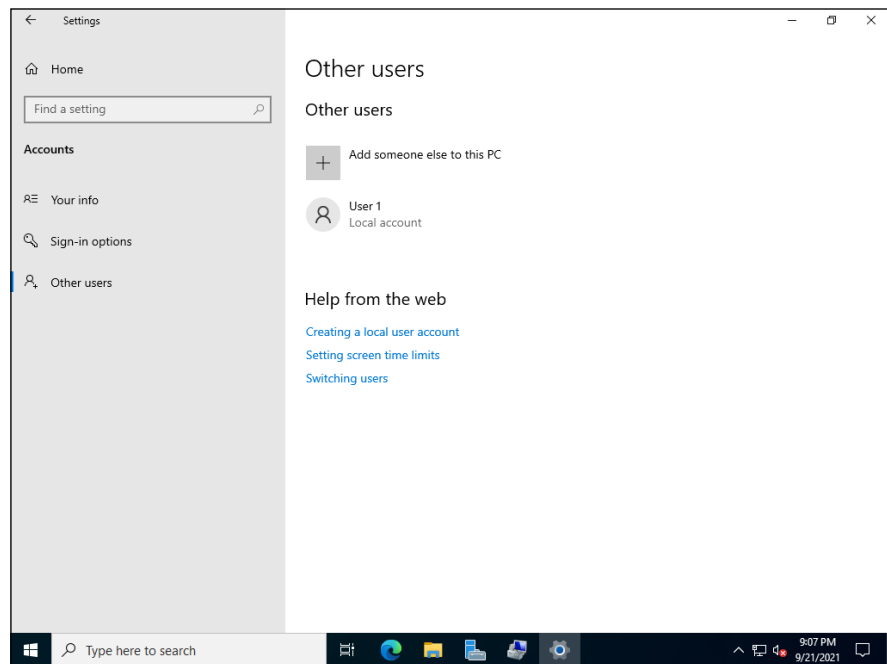 Settings
Home
Find a setting
Accounts
Your info
Sign-in options
Other users
Other users
Other users
Add someone else to this PC
User 1
Local account
Help from the web
Creating a local user account
Setting screen time limits
Switching users
Type here to search
9:07 PM
9/21/2021